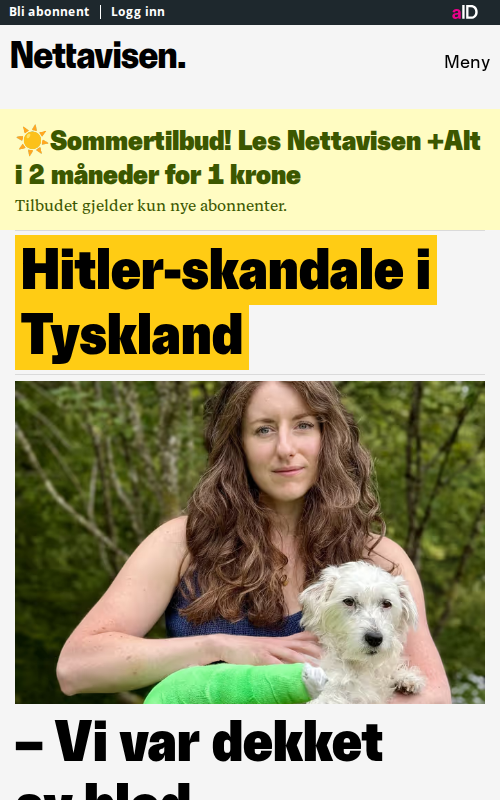 Bli abonnent | Logg inn
aID
Nettavisen.
Meny
☀️Sommertilbud! Les Nettavisen +Alt
i 2 måneder for 1 krone
Tilbudet gjelder kun nye abonnenter.
Hitler-skandale i
Tyskland
– Vi var dekket
av blod